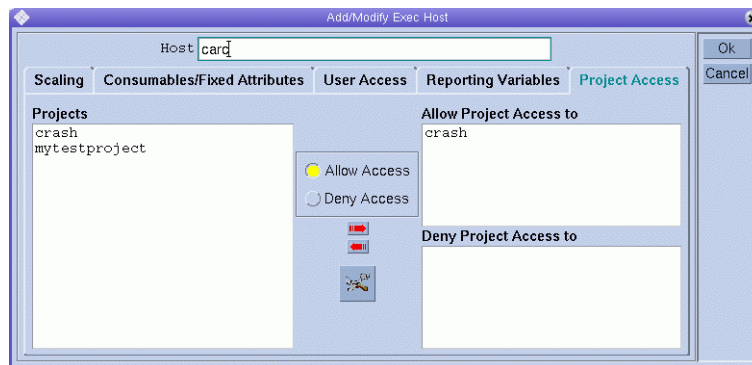 Add/Modify Exec Host
Host carc
Ok
Cancel
Scaling Consumables/Fixed Attributes User Access Reporting Variables Project Access
Projects
crash
mytestproject
Allow Access
Deny Access
Allow Project Access to
crash
Deny Project Access to